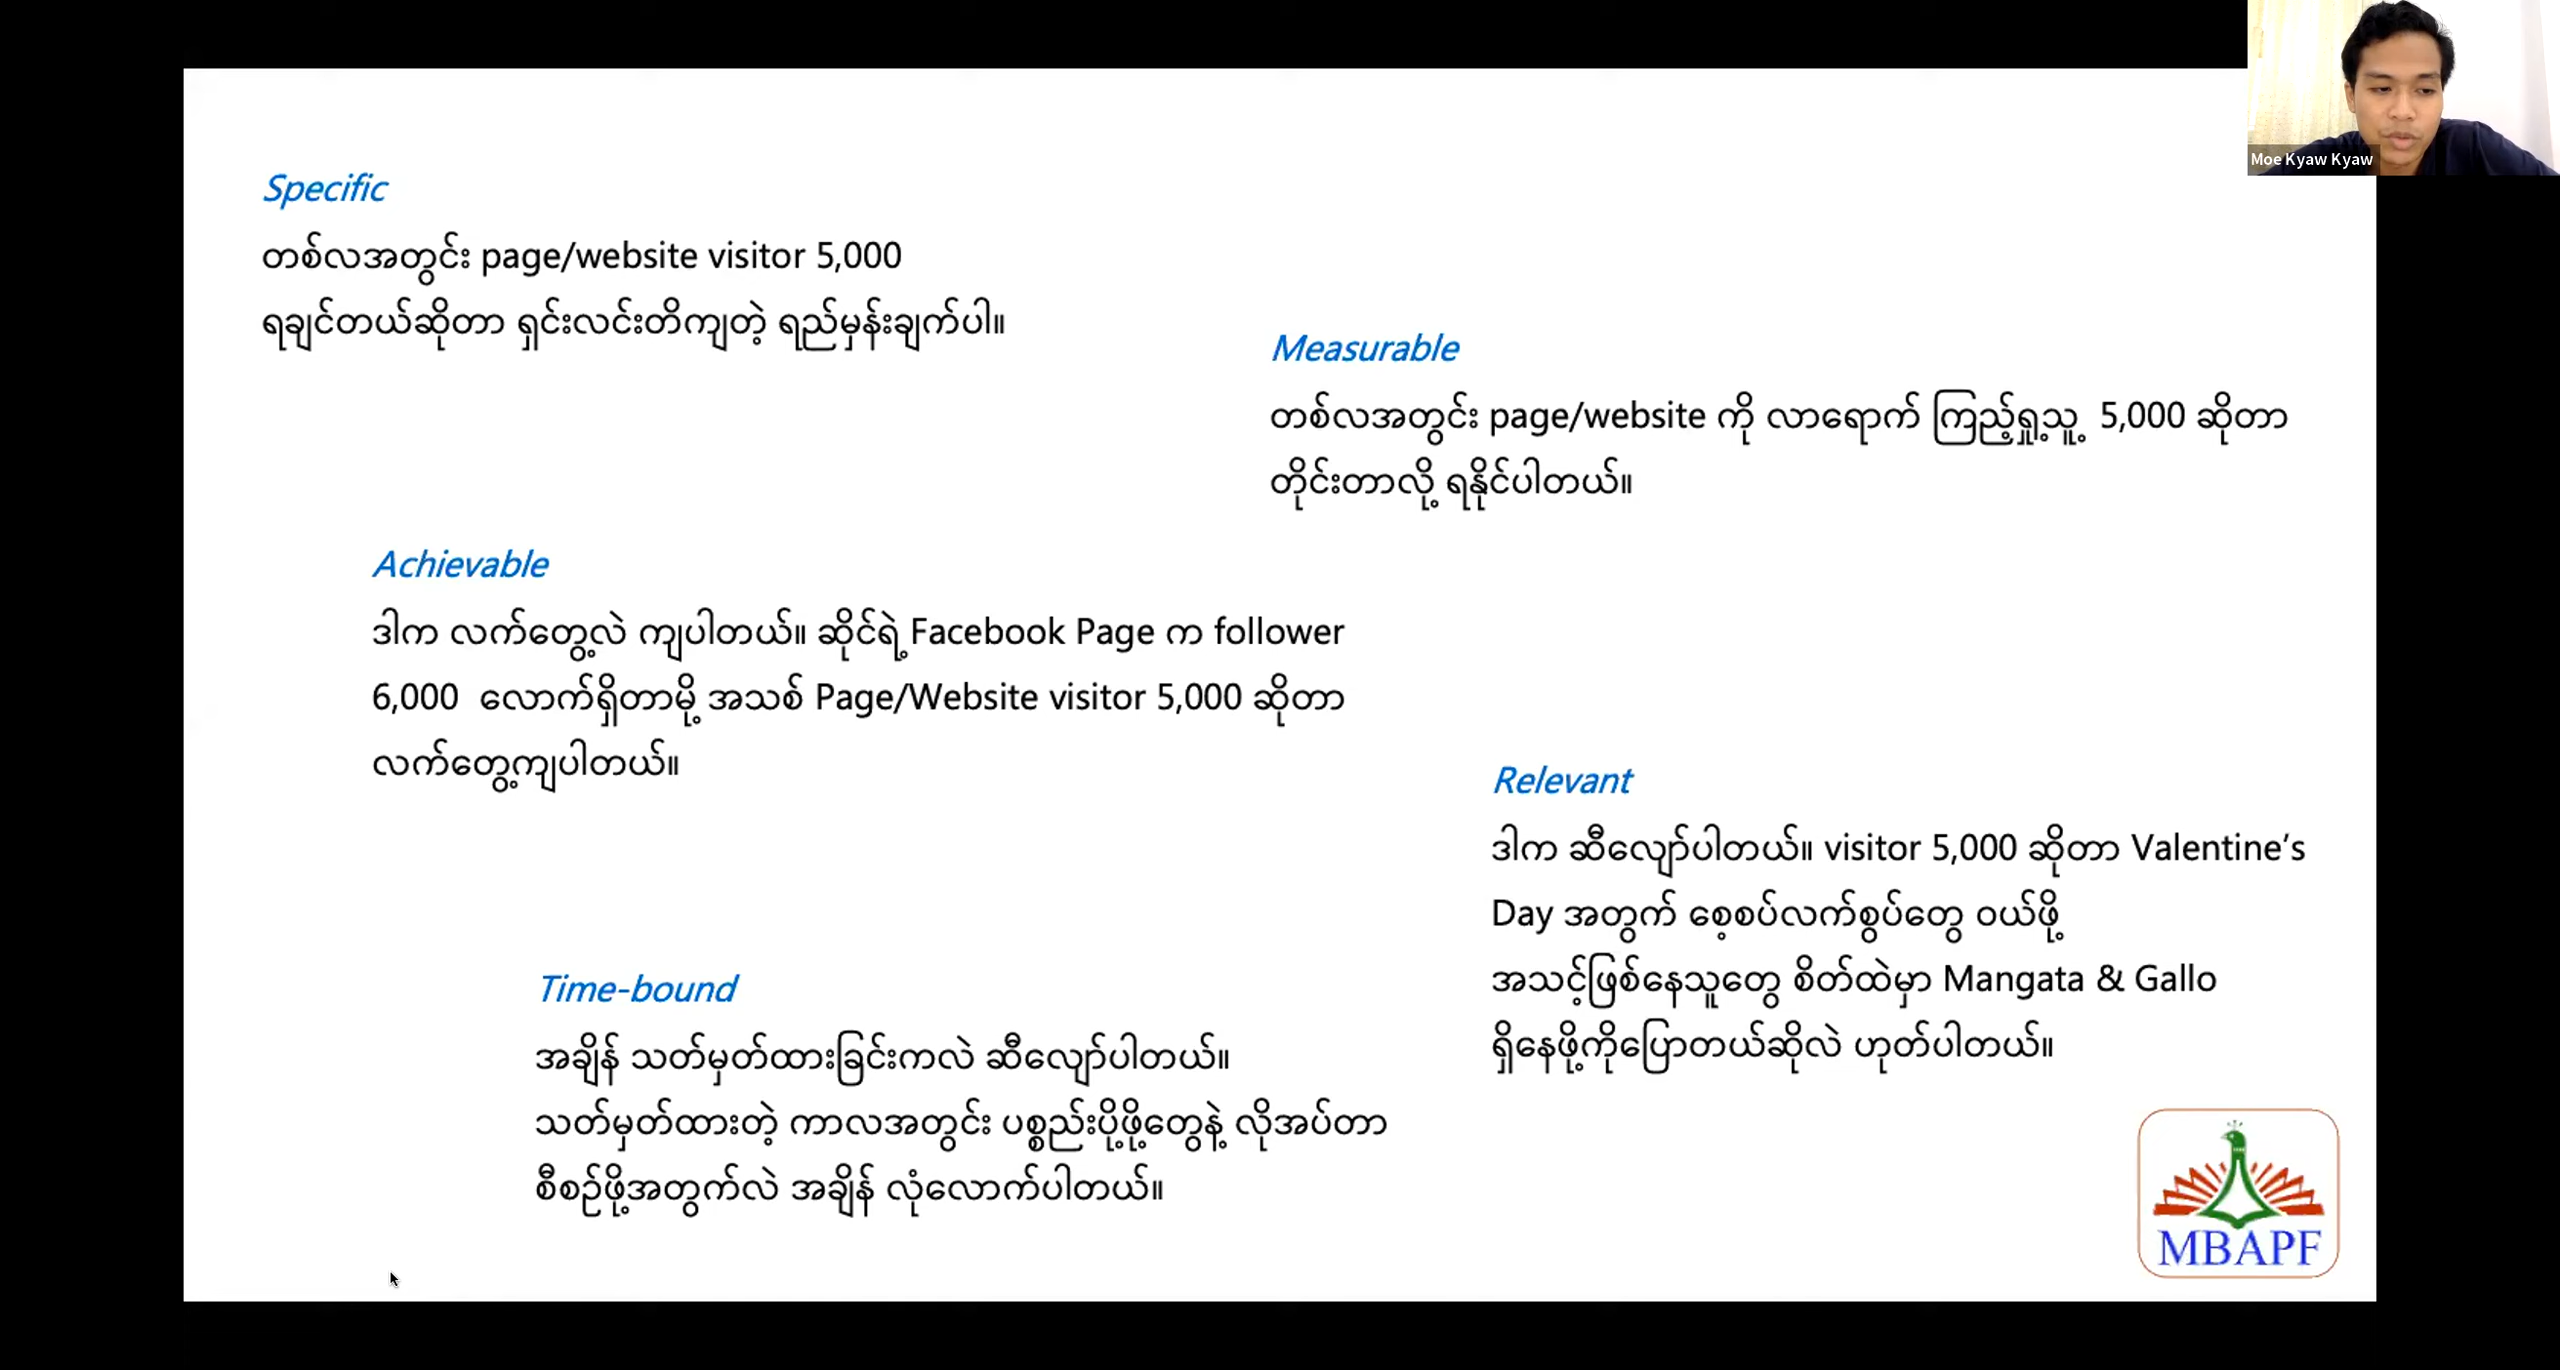 Moe Kyaw Kyaw
Specific
တစ်လအတွင်း page/website visitor 5,000
ရချင်တယ်ဆိုတာ ရှင်းလင်းတိကျတဲ့ ရည်မှန်းချက်ပါ။
Measurable
တစ်လအတွင်း page/website ကို လာရောက် ကြည့်ရှု့သူ့ 5,000 ဆိုတာ
တိုင်းတာလို့ ရနိုင်ပါတယ်။
Achievable
ဒါက လက်တွေ့လဲ ကျပါတယ်။ ဆိုင်ရဲ့ Facebook Page က follower
6,000 လောက်ရှိတာမို့ အသစ် Page/Website visitor 5,000 ဆိုတာ
လက်တွေ့ကျပါတယ်။
Relevant
ဒါက ဆီလျော်ပါတယ်။ visitor 5,000 ဆိုတာ Valentine’s
Day အတွက် စေ့စပ်လက်စွပ်တွေ ဝယ်ဖို့
အသင့်ဖြစ်နေသူတွေ စိတ်ထဲမှာ Mangata & Gallo
ရှိနေဖို့ကိုပြောတယ်ဆိုလဲ ဟုတ်ပါတယ်။
Time-bound
အချိန် သတ်မှတ်ထားခြင်းကလဲ ဆီလျော်ပါတယ်။
သတ်မှတ်ထားတဲ့ ကာလအတွင်း ပစ္စည်းပို့ဖို့တွေနဲ့ လိုအပ်တာ
စီစဉ်ဖို့အတွက်လဲ အချိန် လုံလောက်ပါတယ်။
MBAPF